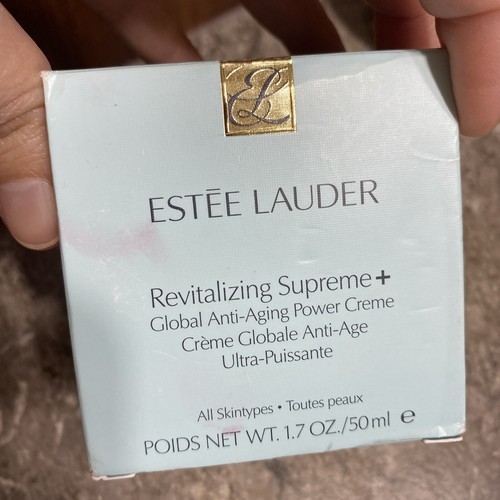 EL
ESTĒE LAUDER
Revitalizing Supreme+
Global Anti-Aging Power Creme
Crème Globale Anti-Age
Ultra-Puissante
All Skintypes • Toutes peaux
POIDS NET WT. 1.7 OZ./50 ml ℮